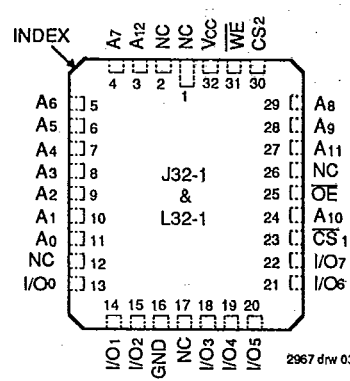 INDEX
A7 A12 NC NC VCC WE CS2
4 3 2 1 32 31 30
A6 5 29 A8
A5 6 28 A9
A4 7 27 A11
A3 8 J32-1 26 NC
A2 9 & 25 OE
A1 10 L32-1 24 A10
A0 11 23 CS1
NC 12 22 I/O7
I/O0 13 21 I/O6
14 15 16 17 18 19 20
I/O1 I/O2 GND NC I/O3 I/O4 I/O5
2967 drw 03